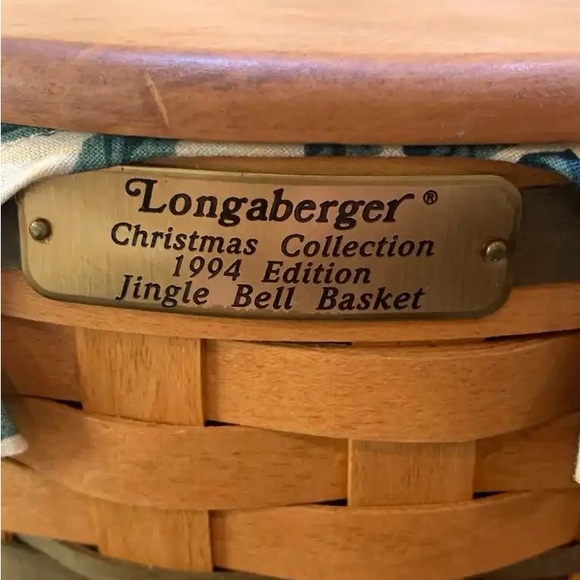 Longaberger®
Christmas Collection
1994 Edition
Jingle Bell Basket